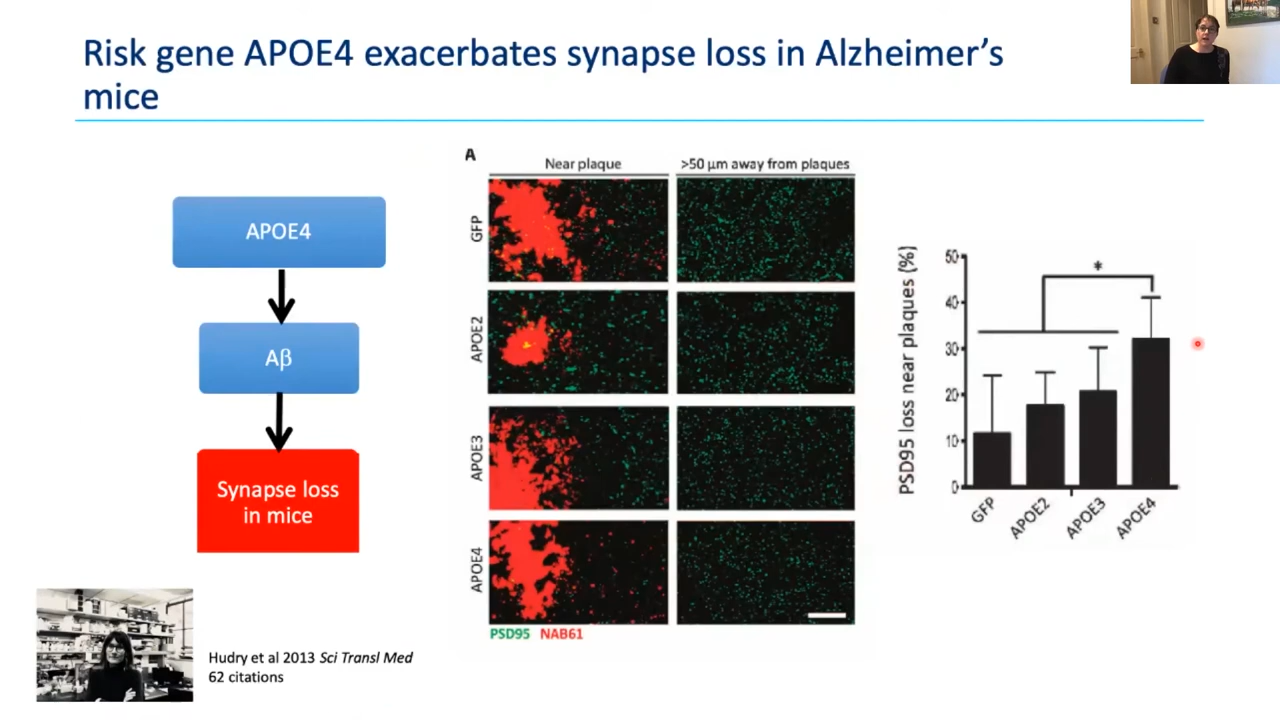 Risk gene APOE4 exacerbates synapse loss in Alzheimer's
mice
APOE4
Aβ
Synapse loss
in mice
Hudry et al 2013 Sci Transl Med
62 citations
A
Near plaque
>50 µm away from plaques
GFP
APOE2
APOE3
APOE4
PSD95 NAB61
PSD95 loss near plaques (%)
50
40
30
20
10
0
*
GFP
APOE2
APOE3
APOE4